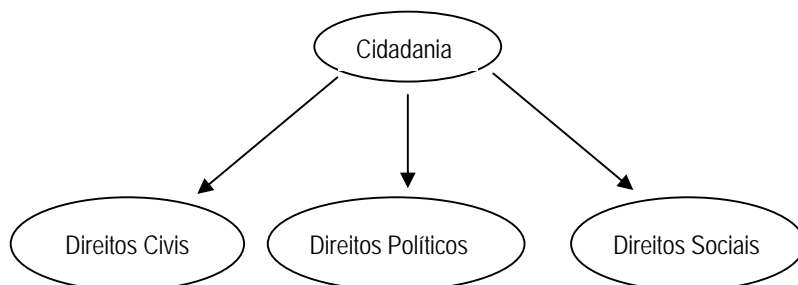 Cidadania
Direitos Civis
Direitos Políticos
Direitos Sociais